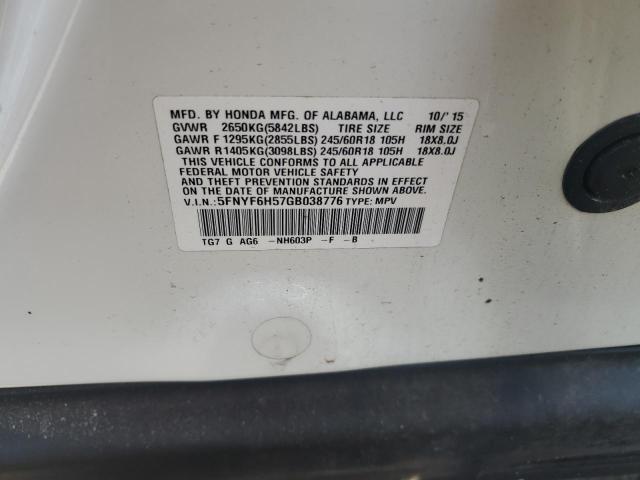 MFD. BY HONDA MFG. OF ALABAMA, LLC 10/'15
GVWR 2650KG(5842LBS) TIRE SIZE RIM SIZE
GAWR F 1295KG(2855LBS) 245/60R18 105H 18X8.0J
GAWR R 1405KG(3098LBS) 245/60R18 105H 18X8.0J
THIS VEHICLE CONFORMS TO ALL APPLICABLE
FEDERAL MOTOR VEHICLE SAFETY
AND THEFT PREVENTION STANDARDS IN EFFECT
ON THE DATE OF MANUFACTURE SHOWN ABOVE.
V.I.N.: 5FNYF6H57GB038776 TYPE: MPV
TG7 G AG6 -NH603P -F -B